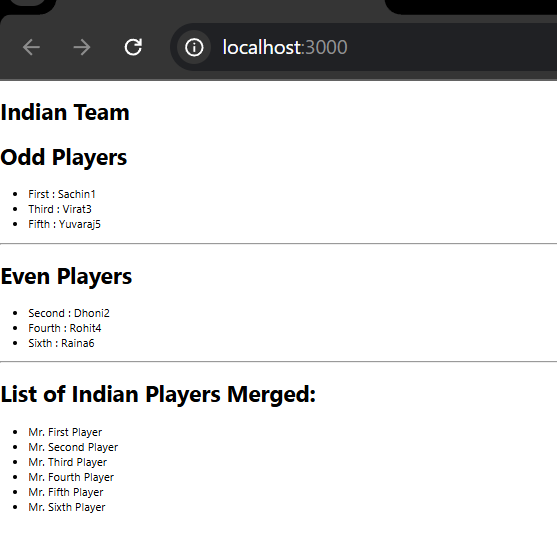 localhost:3000
Indian Team
Odd Players
First : Sachin1
Third : Virat3
Fifth : Yuvaraj5
Even Players
Second : Dhoni2
Fourth : Rohit4
Sixth : Raina6
List of Indian Players Merged:
Mr. First Player
Mr. Second Player
Mr. Third Player
Mr. Fourth Player
Mr. Fifth Player
Mr. Sixth Player